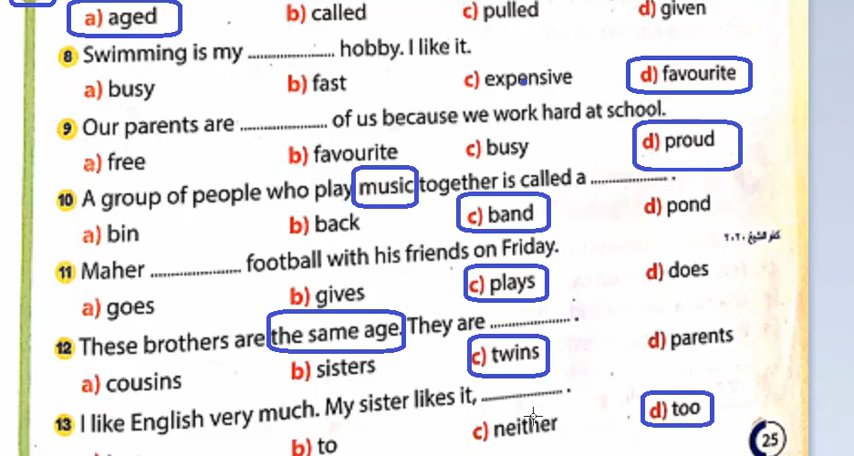 a) aged b) called c) pulled d) given
8 Swimming is my .................... hobby. I like it.
a) busy b) fast c) expensive d) favourite
9 Our parents are .................... of us because we work hard at school.
a) free b) favourite c) busy d) proud
10 A group of people who play music together is called a .................... .
a) bin b) back c) band d) pond
كفر الشيخ ٢٠٢٠
11 Maher .................... football with his friends on Friday.
a) goes b) gives c) plays d) does
12 These brothers are the same age. They are .................... .
a) cousins b) sisters c) twins d) parents
13 I like English very much. My sister likes it, .................... .
b) to c) neither d) too
25